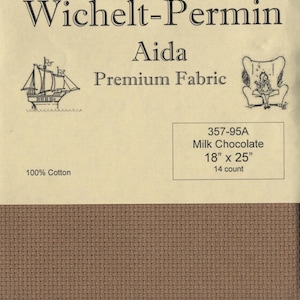 Wichelt-Permin
Aida
Premium Fabric
357-95A
Milk Chocolate
18" x 25"
14 count
100% Cotton